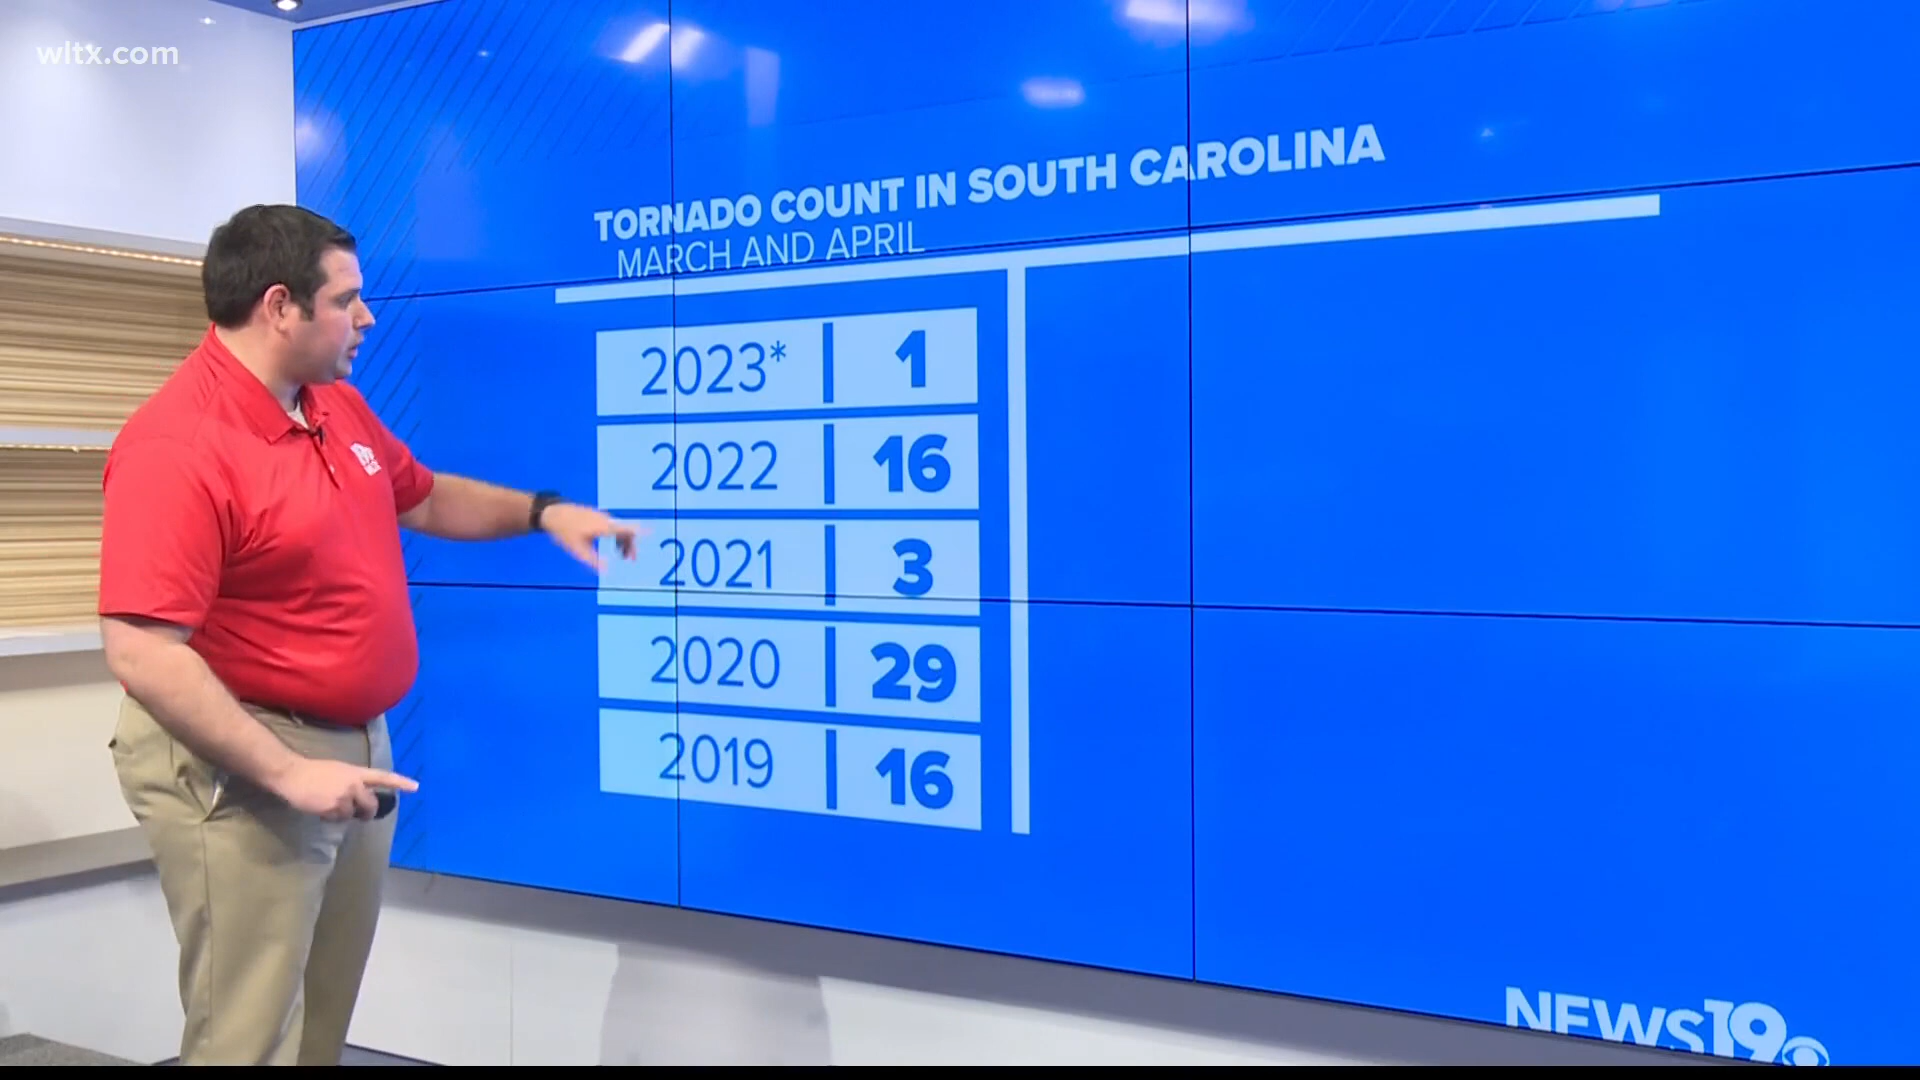 wltx.com
TORNADO COUNT IN SOUTH CAROLINA
MARCH AND APRIL
2023* 1
2022 16
2021 3
2020 29
2019 16
NEWS19